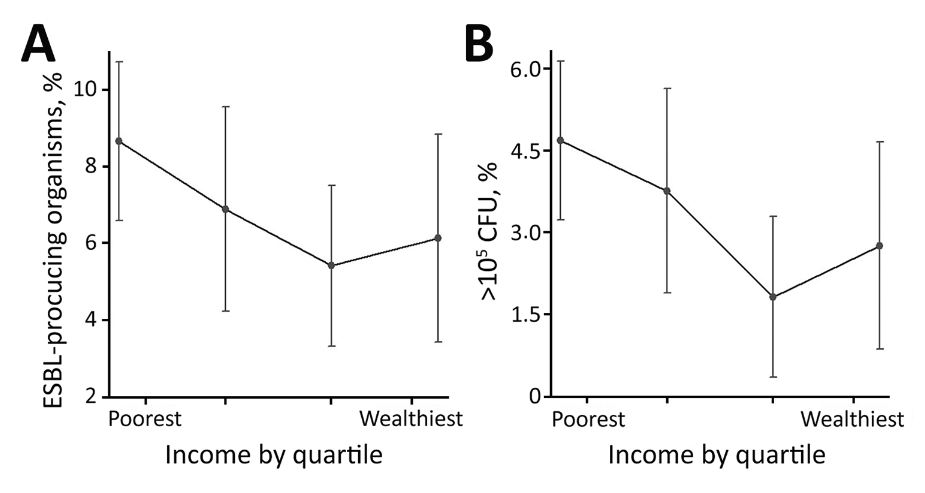 A
ESBL-procucing organisms, %
10
8
6
4
2
Poorest
Wealthiest
Income by quartile
B
>10⁵ CFU, %
6.0
4.5
3.0
1.5
0
Poorest
Wealthiest
Income by quartile